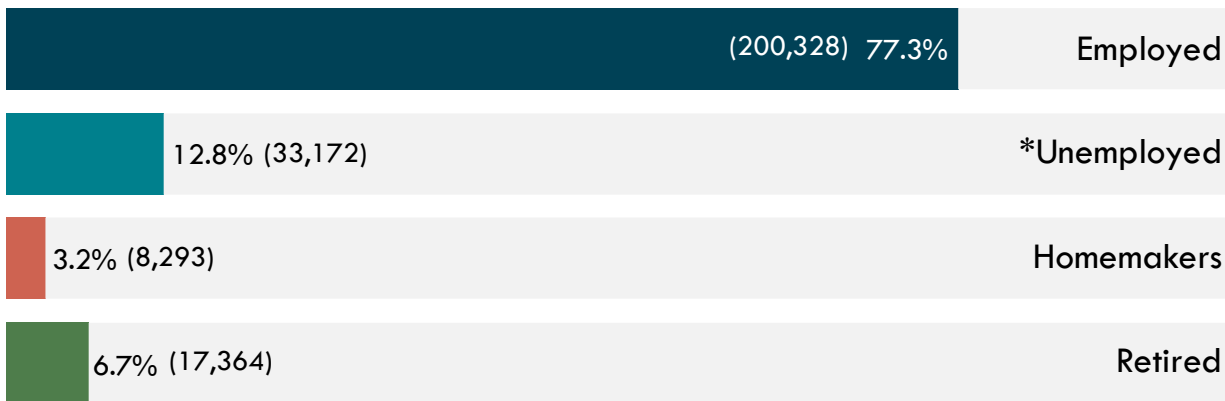 (200,328) 77.3% Employed
12.8% (33,172) *Unemployed
3.2% (8,293) Homemakers
6.7% (17,364) Retired